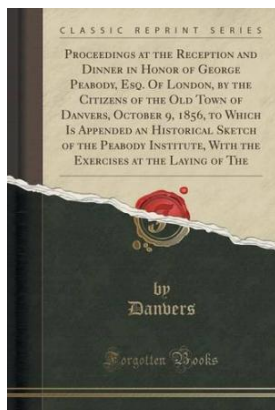 CLASSIC REPRINT SERIES
PROCEEDINGS AT THE RECEPTION AND
DINNER IN HONOR OF GEORGE
PEABODY, ESQ. OF LONDON, BY THE
CITIZENS OF THE OLD TOWN OF
DANVERS, OCTOBER 9, 1856, TO WHICH
IS APPENDED AN HISTORICAL SKETCH OF
THE PEABODY INSTITUTE, WITH THE
EXERCISES AT THE LAYING OF THE
by
Danvers
Forgotten Books